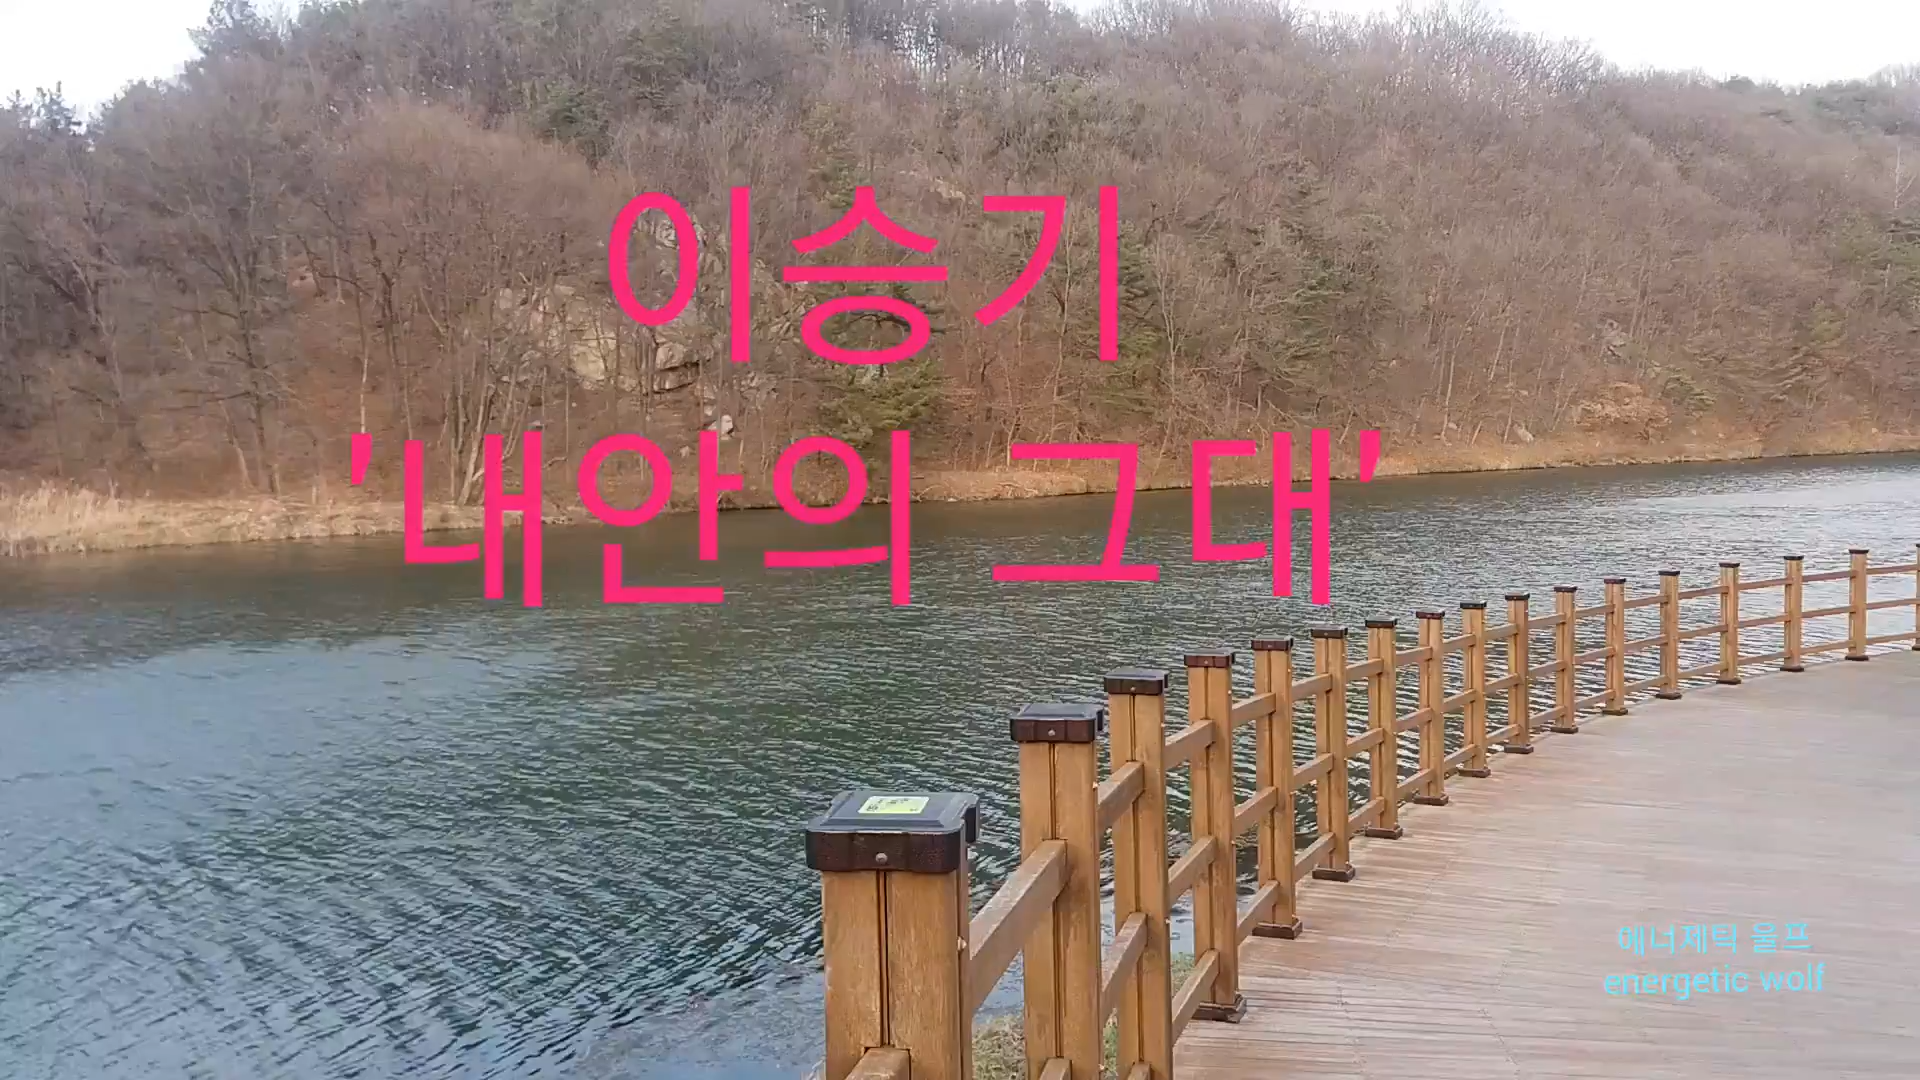 이승기
'내안의 그대'
에너제틱 울프
energetic wolf